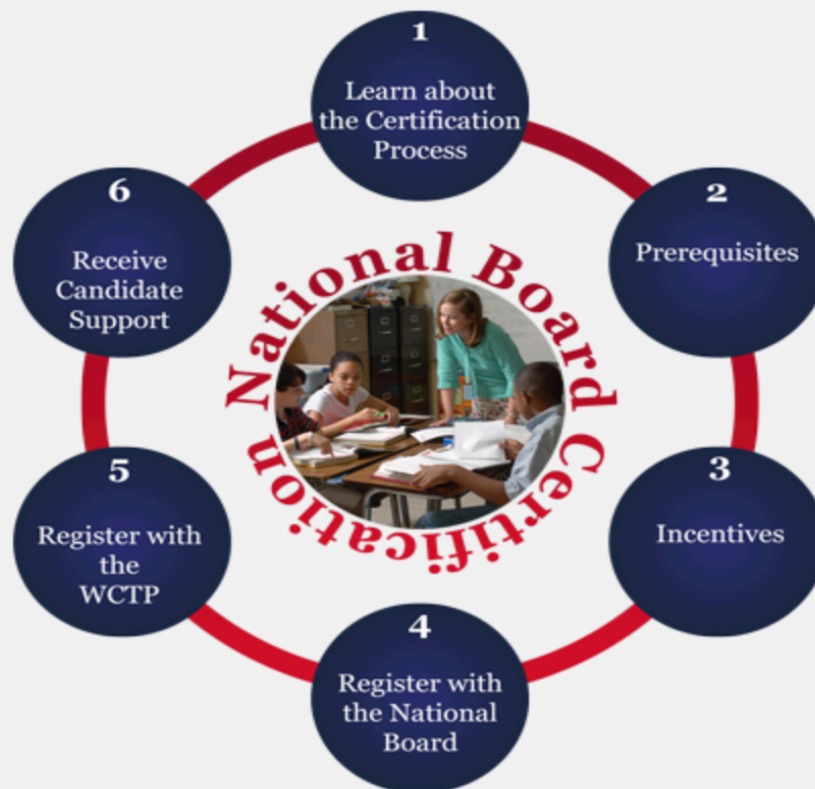 1
Learn about
the Certification
Process
2
Prerequisites
3
Incentives
4
Register with
the National
Board
5
Register with
the
WCTP
6
Receive
Candidate
Support
National Board Certification